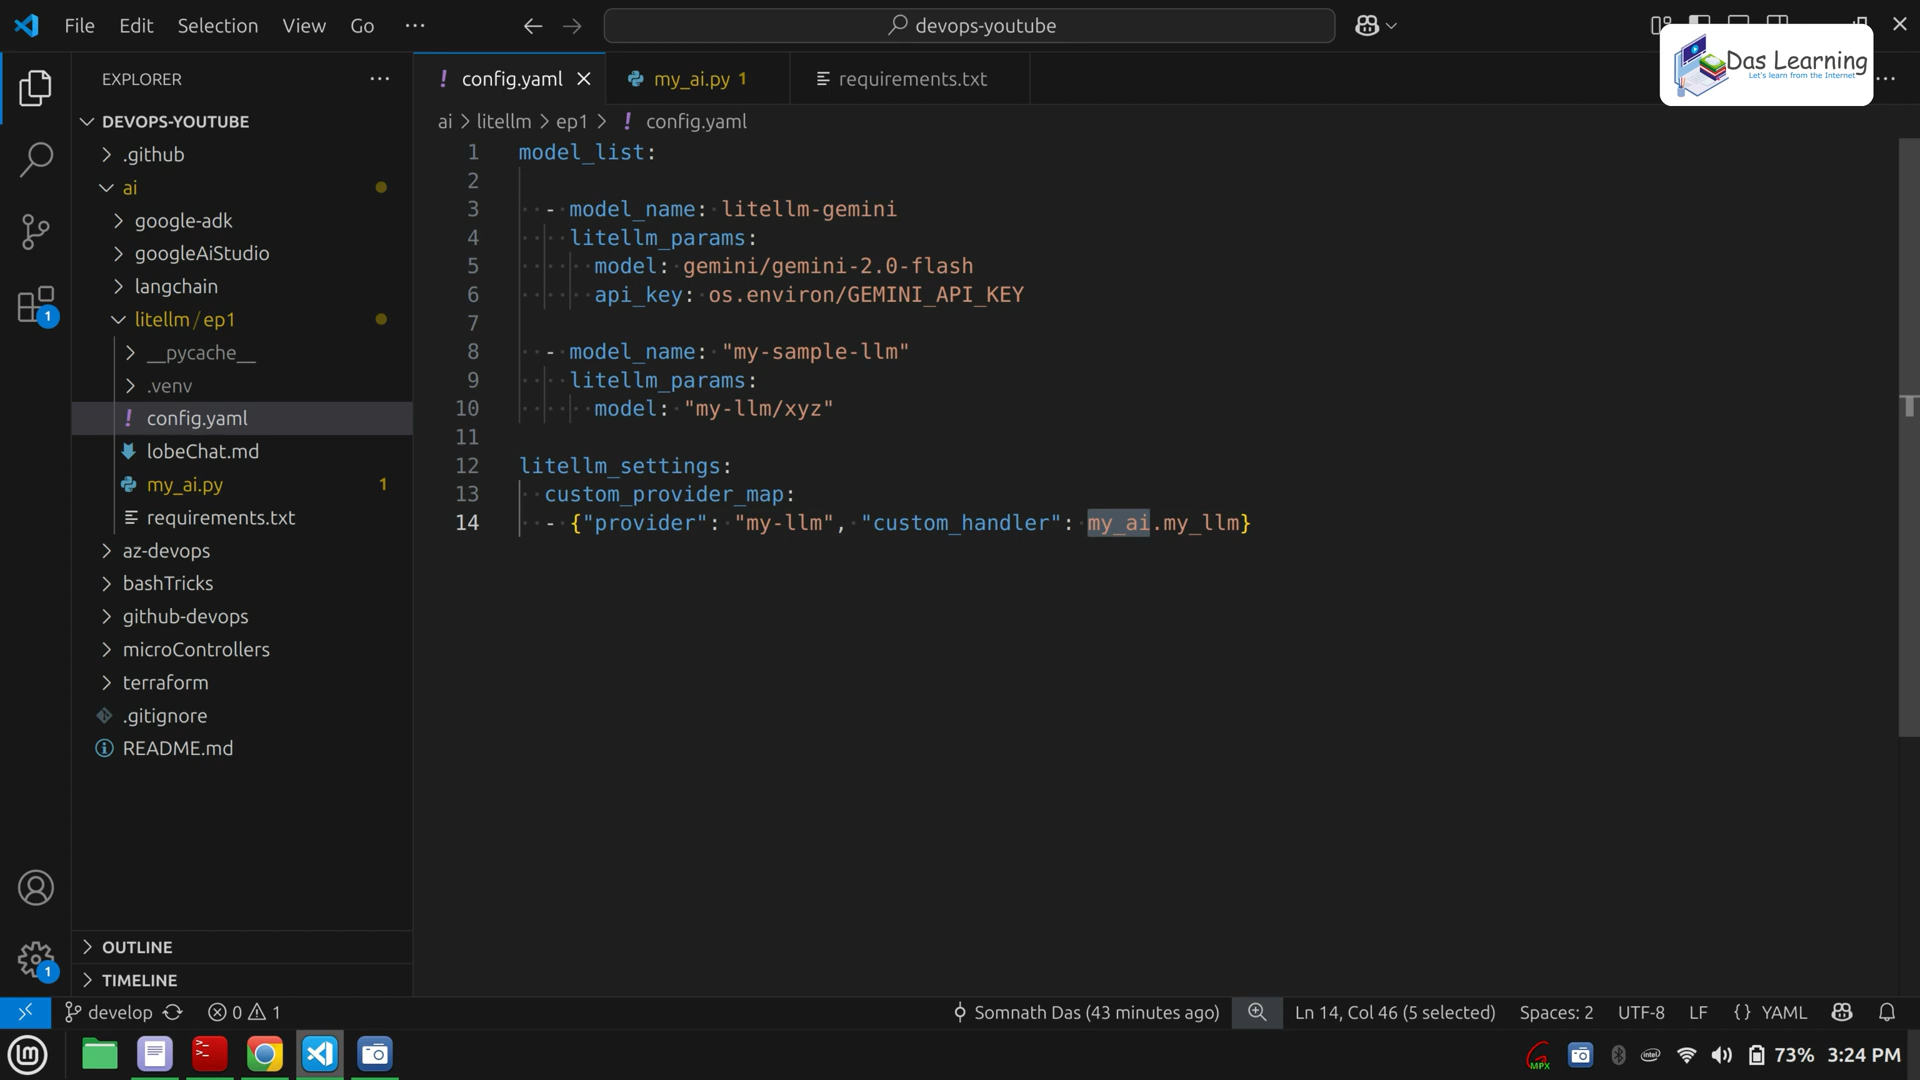 File Edit Selection View Go ···
devops-youtube
Das Learning
Let's learn from the Internet
EXPLORER
config.yaml
my_ai.py 1
requirements.txt
DEVOPS-YOUTUBE
.github
ai
google-adk
googleAiStudio
langchain
litellm/ep1
__pycache__
.venv
config.yaml
lobeChat.md
my_ai.py 1
requirements.txt
az-devops
bashTricks
github-devops
microControllers
terraform
.gitignore
README.md
OUTLINE
TIMELINE
1
1
ai > litellm > ep1 > ! config.yaml
1 model_list:
2
3 - model_name: litellm-gemini
4 litellm_params:
5 model: gemini/gemini-2.0-flash
6 api_key: os.environ/GEMINI_API_KEY
7
8 - model_name: "my-sample-llm"
9 litellm_params:
10 model: "my-llm/xyz"
11
12 litellm_settings:
13 custom_provider_map:
14 - {"provider": "my-llm", "custom_handler": my_ai.my_llm}
develop 0 1 Somnath Das (43 minutes ago) Ln 14, Col 46 (5 selected) Spaces: 2 UTF-8 LF {} YAML
lm MPX intel 73% 3:24 PM